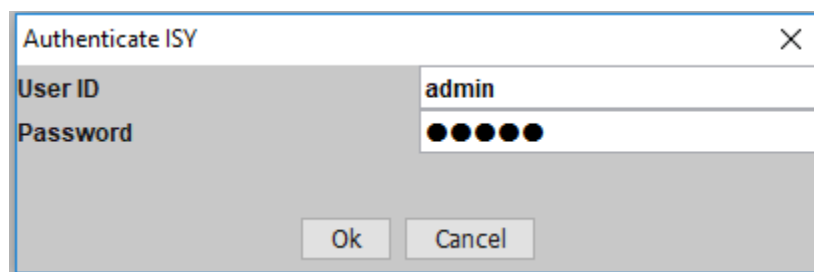 Authenticate ISY
User ID admin
Password ●●●●●
Ok Cancel